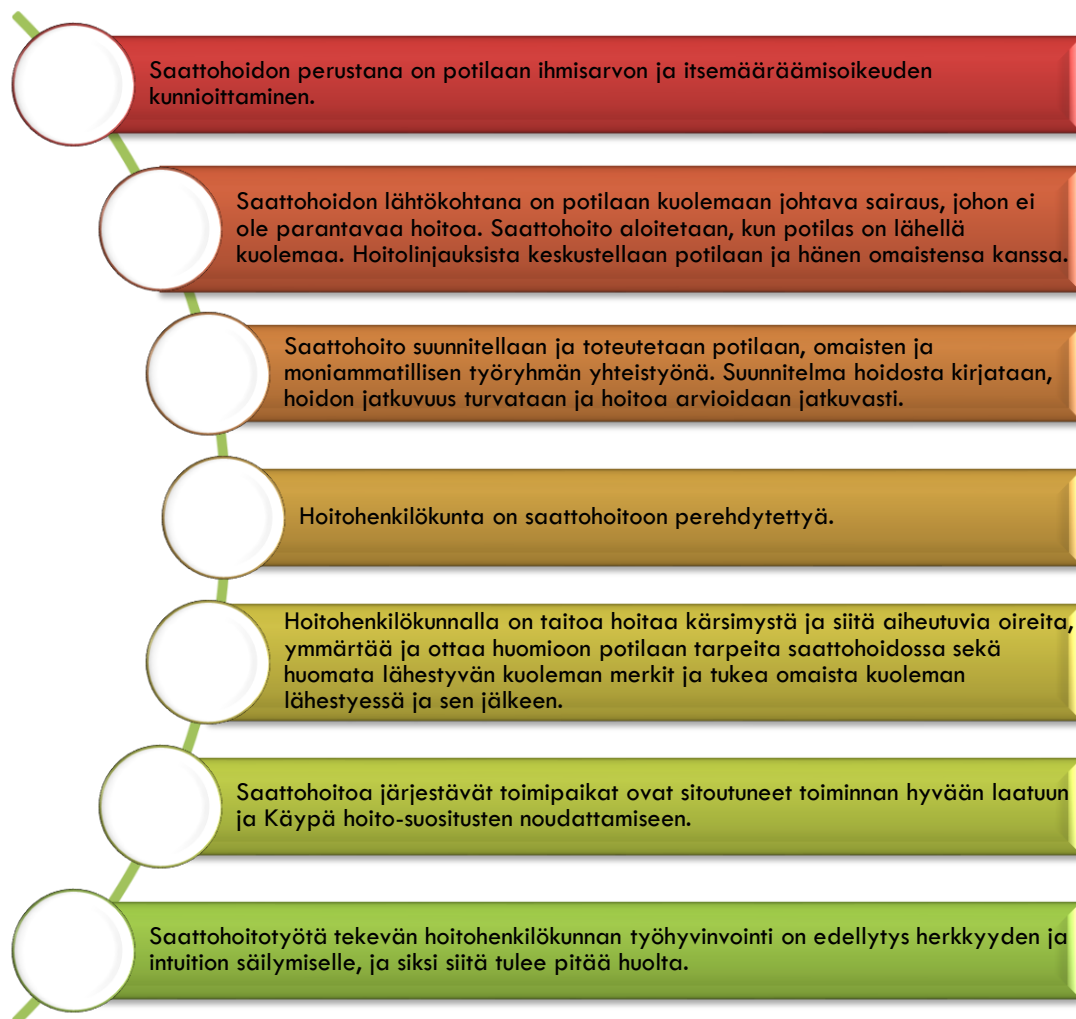 Saattohoidon perustana on potilaan ihmisarvon ja itsemääräämisoikeuden
kunnioittaminen.
Saattohoidon lähtökohtana on potilaan kuolemaan johtava sairaus, johon ei
ole parantavaa hoitoa. Saattohoito aloitetaan, kun potilas on lähellä
kuolemaa. Hoitolinjauksista keskustellaan potilaan ja hänen omaistensa kanssa.
Saattohoito suunnitellaan ja toteutetaan potilaan, omaisten ja
moniammatillisen työryhmän yhteistyönä. Suunnitelma hoidosta kirjataan,
hoidon jatkuvuus turvataan ja hoitoa arvioidaan jatkuvasti.
Hoitohenkilökunta on saattohoitoon perehdytettyä.
Hoitohenkilökunnalla on taitoa hoitaa kärsimystä ja siitä aiheutuvia oireita,
ymmärtää ja ottaa huomioon potilaan tarpeita saattohoidossa sekä
huomata lähestyvän kuoleman merkit ja tukea omaista kuoleman
lähestyessä ja sen jälkeen.
Saattohoitoa järjestävät toimipaikat ovat sitoutuneet toiminnan hyvään laatuun
ja Käypä hoito-suositusten noudattamiseen.
Saattohoitotyötä tekevän hoitohenkilökunnan työhyvinvointi on edellytys herkkyyden ja
intuition säilymiselle, ja siksi siitä tulee pitää huolta.